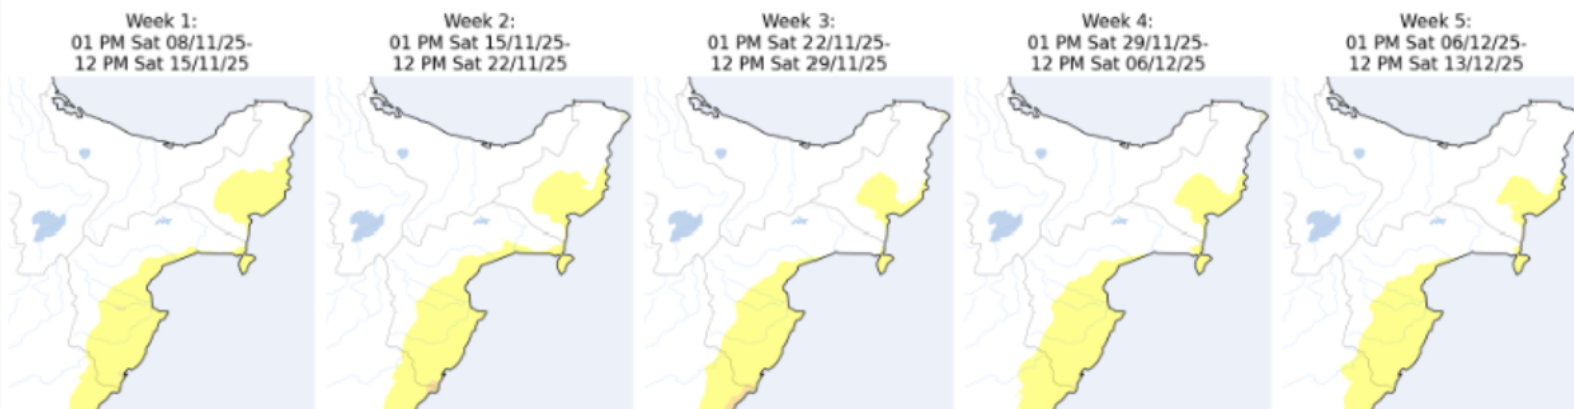 Week 1:
01 PM Sat 08/11/25-
12 PM Sat 15/11/25
Week 2:
01 PM Sat 15/11/25-
12 PM Sat 22/11/25
Week 3:
01 PM Sat 22/11/25-
12 PM Sat 29/11/25
Week 4:
01 PM Sat 29/11/25-
12 PM Sat 06/12/25
Week 5:
01 PM Sat 06/12/25-
12 PM Sat 13/12/25